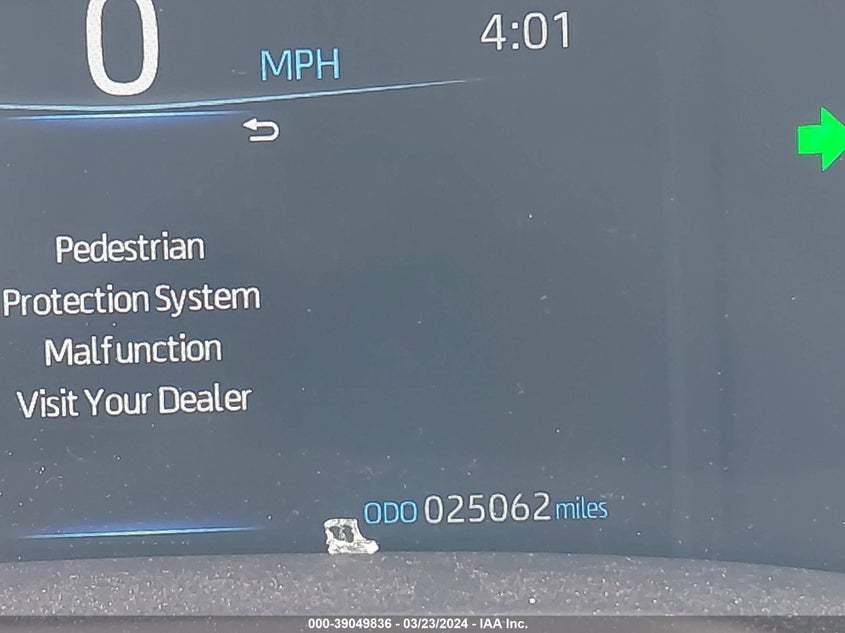 0 MPH 4:01
Pedestrian
Protection System
Malfunction
Visit Your Dealer
ODO 025062 miles
000-39049836 - 03/23/2024 - IAA Inc.